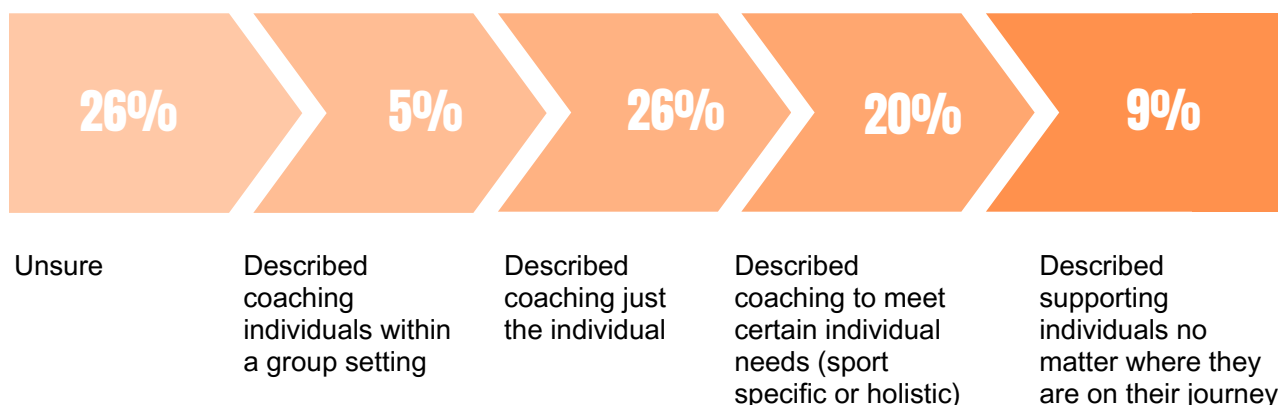 26%
5%
26%
20%
9%
Unsure
Described
coaching
individuals within
a group setting
Described
coaching just
the individual
Described
coaching to meet
certain individual
needs (sport
specific or holistic)
Described
supporting
individuals no
matter where they
are on their journey